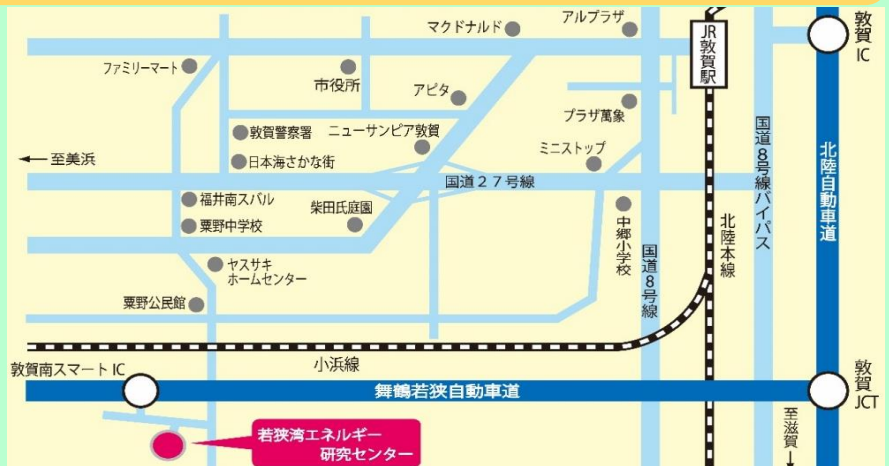 マクドナルド
アルプラザ
JR敦賀駅
敦賀
IC
ファミリーマート
市役所
アピタ
プラザ萬象
敦賀警察署
ニューサンピア敦賀
ミニストップ
国道8号線バイパス
北陸自動車道
←至美浜
日本海さかな街
国道27号線
福井南スバル
柴田氏庭園
粟野中学校
中郷小学校
国道8号線
北陸本線
ヤスサキ
ホームセンター
粟野公民館
小浜線
敦賀南スマートIC
舞鶴若狭自動車道
敦賀
JCT
至滋賀→
若狭湾エネルギー
研究センター